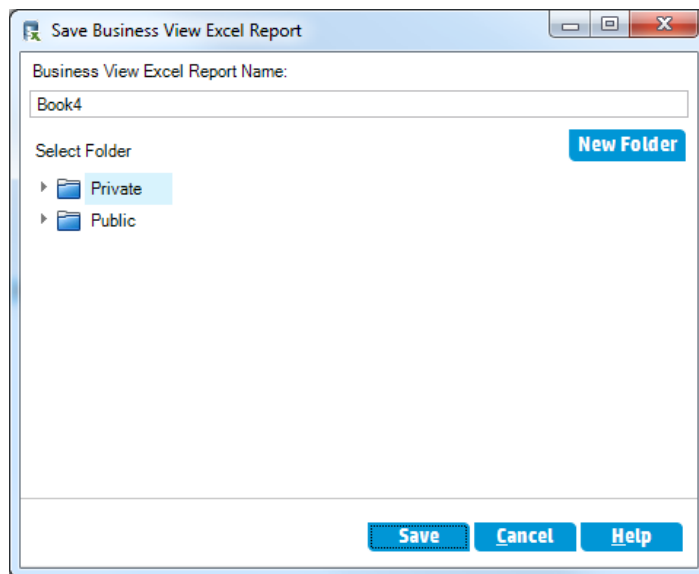 Save Business View Excel Report
Business View Excel Report Name:
Book4
New Folder
Select Folder
Private
Public
Save Cancel Help